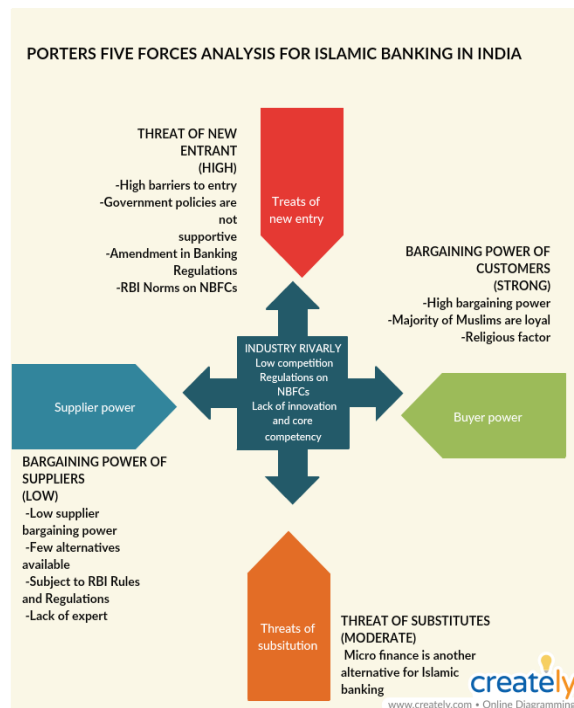 PORTERS FIVE FORCES ANALYSIS FOR ISLAMIC BANKING IN INDIA
THREAT OF NEW
ENTRANT
(HIGH)
-High barriers to entry
-Government policies are
not
supportive
-Amendment in Banking
Regulations
-RBI Norms on NBFCs
Treats of
new entry
BARGAINING POWER OF
CUSTOMERS
(STRONG)
-High bargaining power
-Majority of Muslims are loyal
-Religious factor
INDUSTRY RIVARLY
Low competition
Regulations on
NBFCs
Lack of innovation
and core
competency
Supplier power
Buyer power
BARGAINING POWER OF
SUPPLIERS
(LOW)
-Low supplier
bargaining power
-Few alternatives
available
-Subject to RBI Rules
and Regulations
-Lack of expert
Threats of
subsitution
THREAT OF SUBSTITUTES
(MODERATE)
Micro finance is another
alternative for Islamic
banking
creately
www.creately.com • Online Diagramming